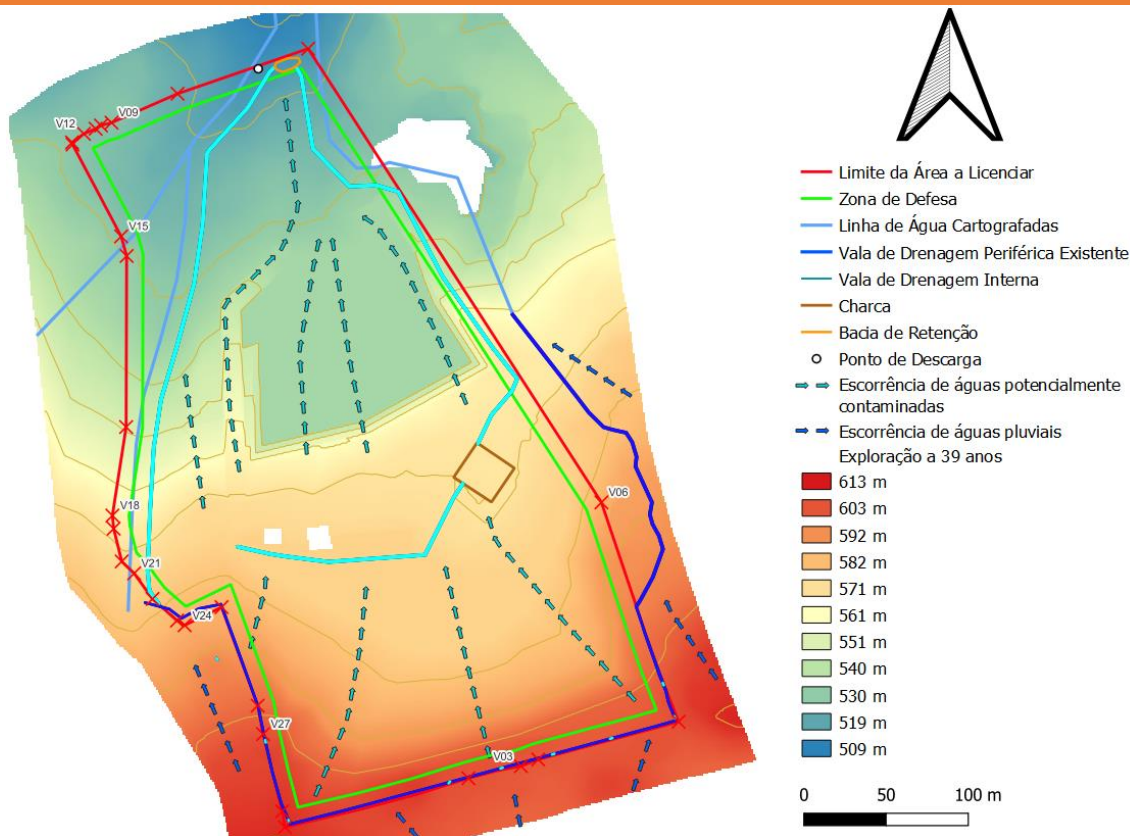 V12
V09
V15
V18
V21
V24
V27
V03
V06
Limite da Área a Licenciar
Zona de Defesa
Linha de Água Cartografadas
Vala de Drenagem Periférica Existente
Vala de Drenagem Interna
Charca
Bacia de Retenção
Ponto de Descarga
Escorrência de águas potencialmente
contaminadas
Escorrência de águas pluviais
Exploração a 39 anos
613 m
603 m
592 m
582 m
571 m
561 m
551 m
540 m
530 m
519 m
509 m
0 50 100 m